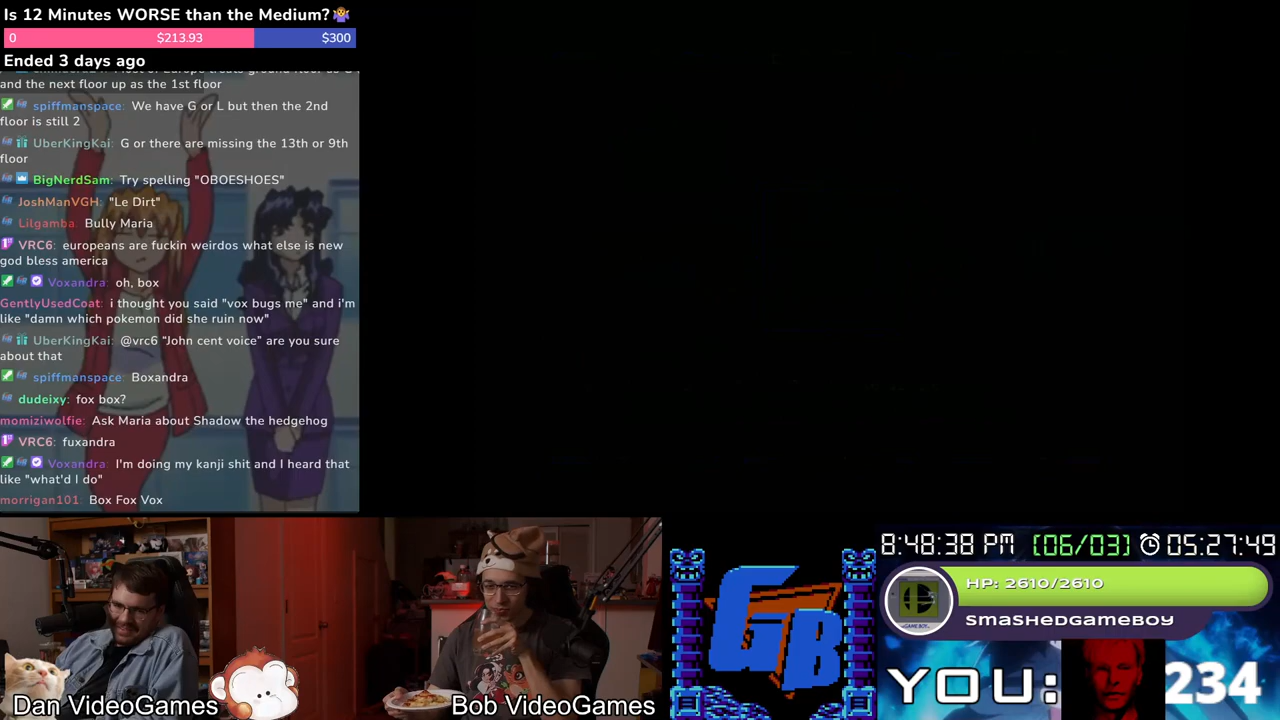 Is 12 Minutes WORSE than the Medium?🤷‍♀️
0 $213.93 $300
Ended 3 days ago
and the next floor up as the 1st floor
spiffmanspace: We have G or L but then the 2nd
floor is still 2
UberKingKai: G or there are missing the 13th or 9th
floor
BigNerdSam: Try spelling "OBOESHOES"
JoshManVGH: "Le Dirt"
Lilgamba: Bully Maria
VRC6: europeans are fuckin weirdos what else is new
god bless america
Voxandra: oh, box
GentlyUsedCoat: i thought you said "vox bugs me" and i'm
like "damn which pokemon did she ruin now"
UberKingKai: @vrc6 “John cent voice” are you sure
about that
spiffmanspace: Boxandra
dudeixy: fox box?
momiziwolfie: Ask Maria about Shadow the hedgehog
VRC6: fuxandra
Voxandra: I'm doing my kanji shit and I heard that
like "what'd I do"
morrigan101: Box Fox Vox
Dan VideoGames
Bob VideoGames
GB
8:48:38 PM [06/03] 05:27:49
HP: 2610/2610
SmaSHeDGameBoy
YOU: 234